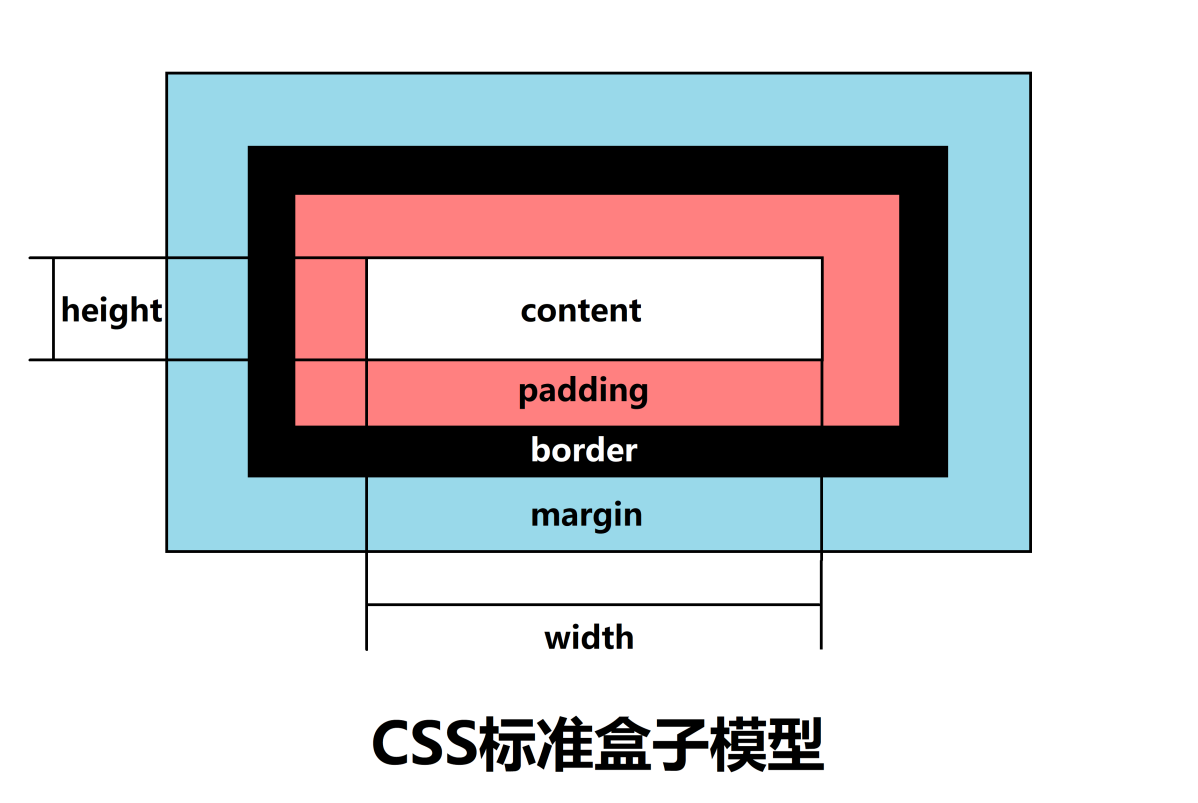 height
content
padding
border
margin
width
CSS标准盒子模型